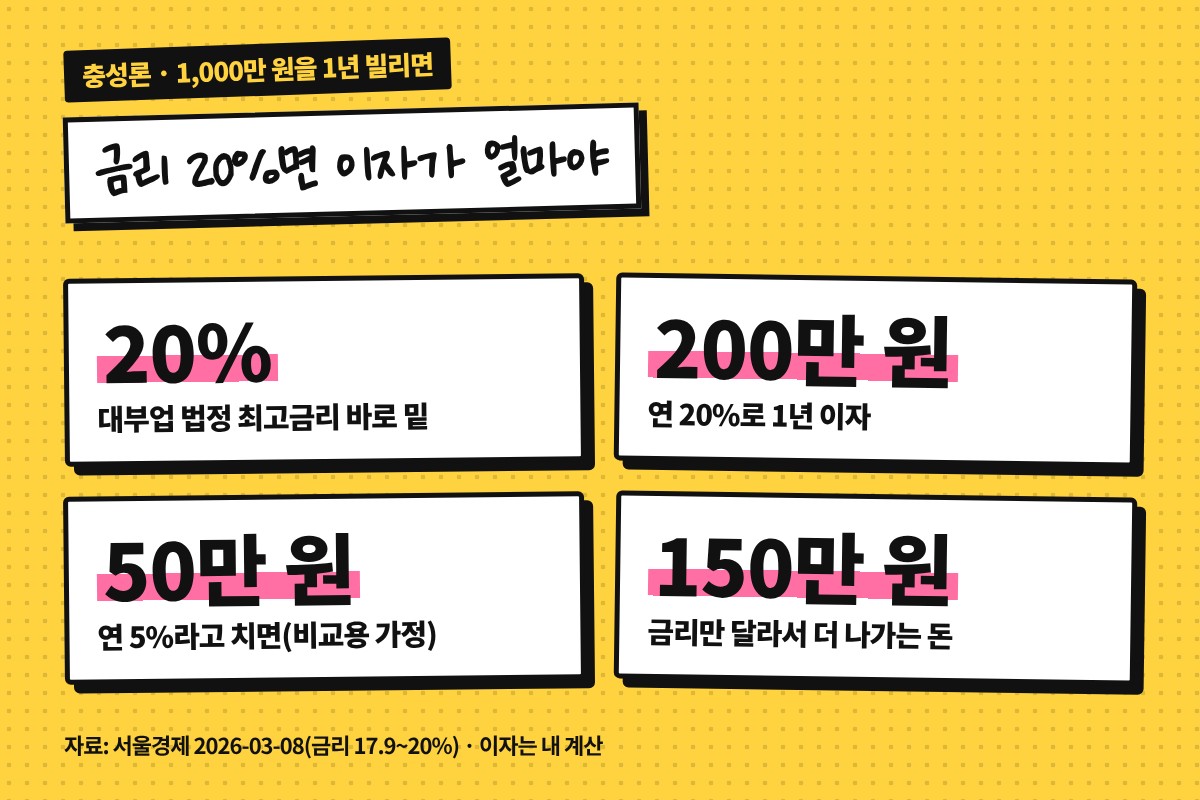 충성론 · 1,000만 원을 1년 빌리면
금리 20%면 이자가 얼마야
20%
대부업 법정 최고금리 바로 밑
200만 원
연 20%로 1년 이자
50만 원
연 5%라고 치면(비교용 가정)
150만 원
금리만 달라서 더 나가는 돈
자료: 서울경제 2026-03-08(금리 17.9~20%) · 이자는 내 계산